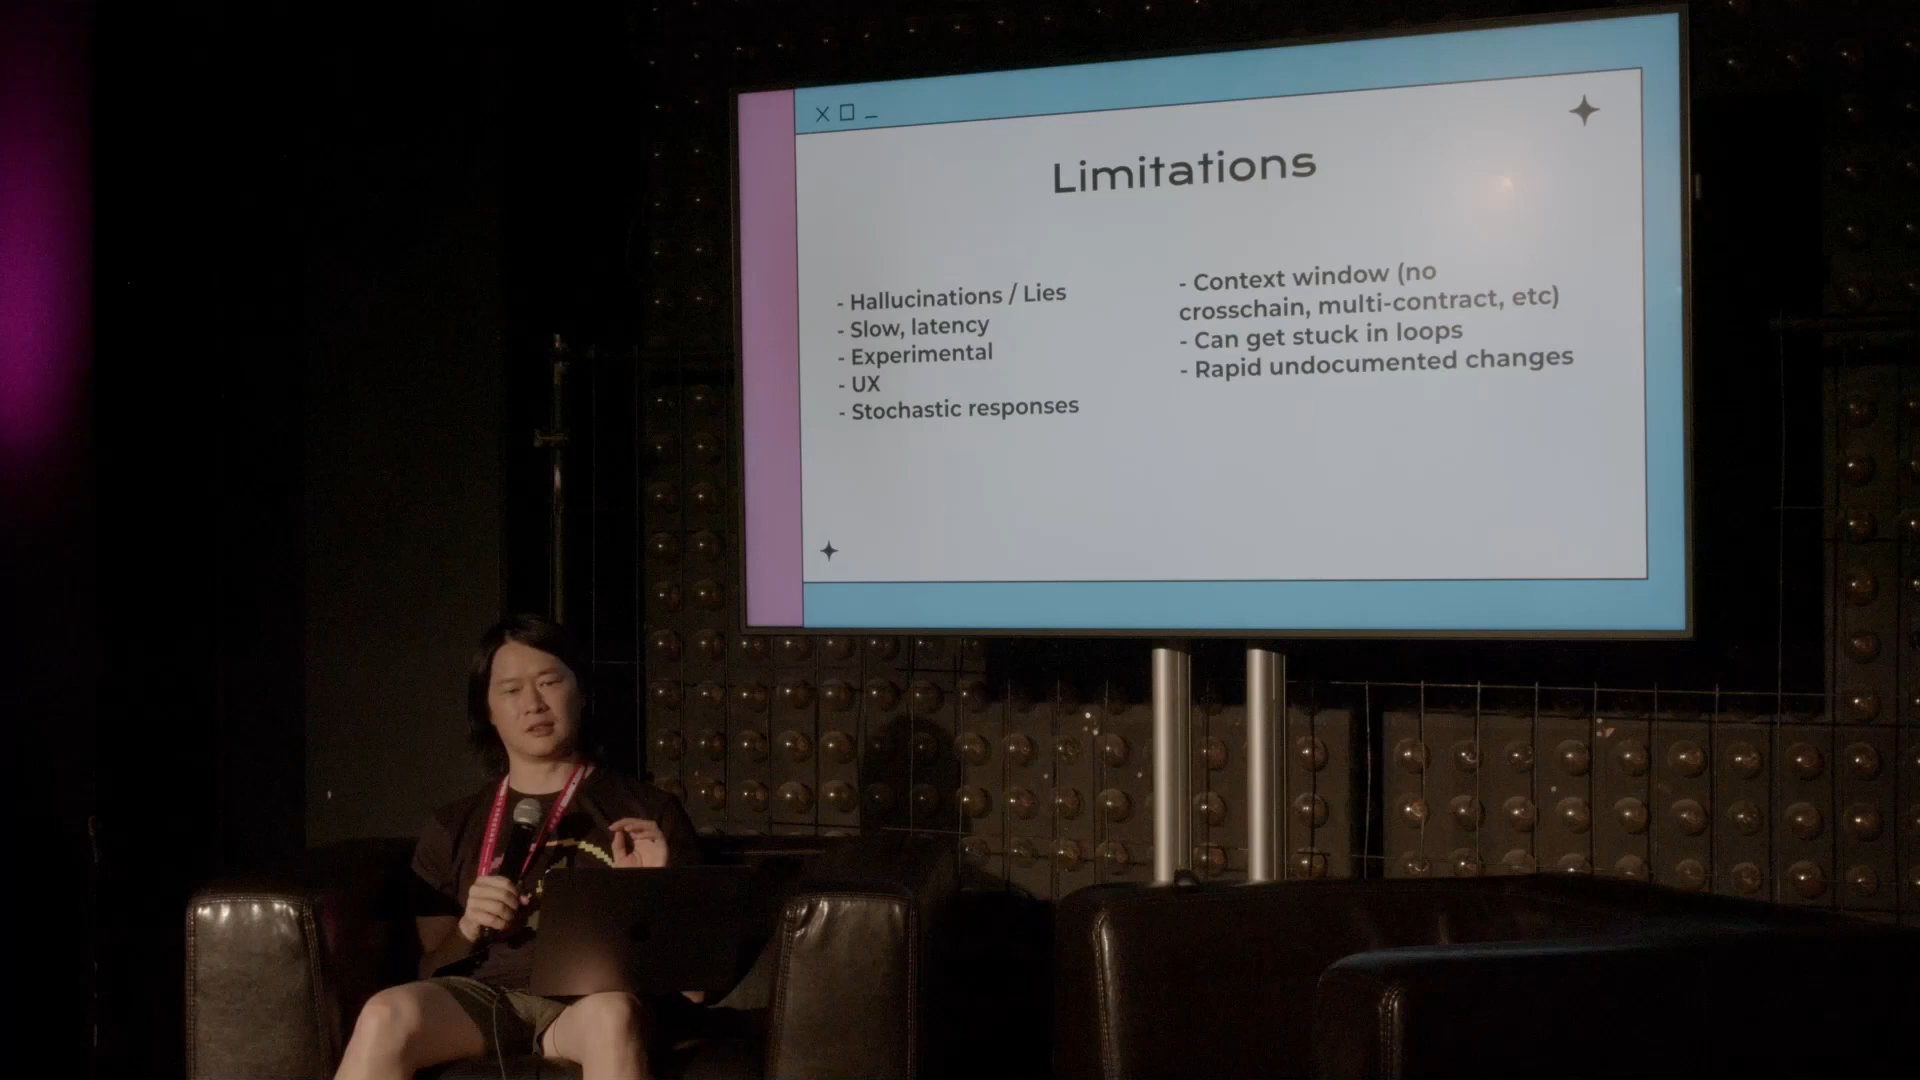 Limitations
- Hallucinations / Lies
- Slow, latency
- Experimental
- UX
- Stochastic responses
- Context window (no
crosschain, multi-contract, etc)
- Can get stuck in loops
- Rapid undocumented changes